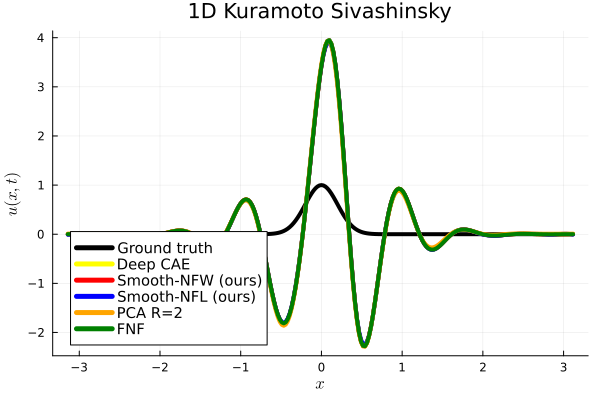 1D Kuramoto Sivashinsky
u(x, t)
4
3
2
1
0
−1
−2
Ground truth
Deep CAE
Smooth-NFW (ours)
Smooth-NFL (ours)
PCA R=2
FNF
−3 −2 −1 0 1 2 3
x